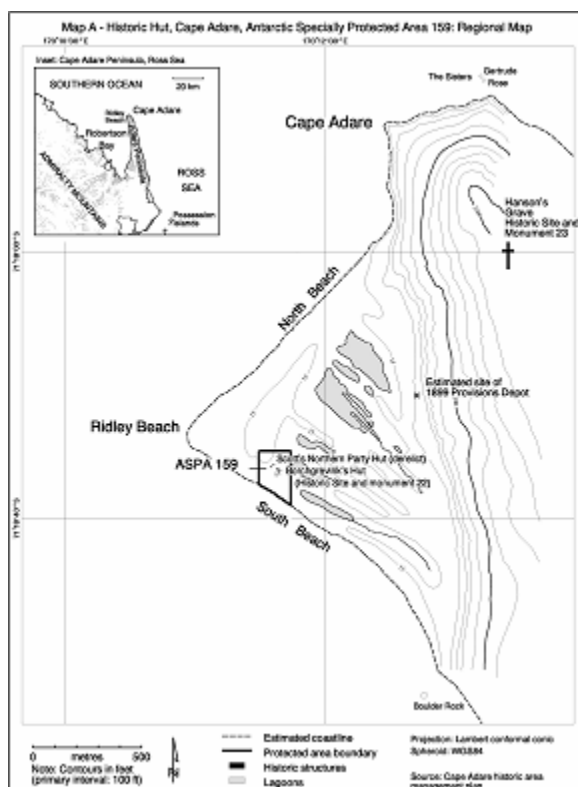 Map A - Historic Hut, Cape Adare, Antarctic Specially Protected Area 159: Regional Map
Inset: Cape Adare Peninsula, Ross Sea
SOUTHERN OCEAN
20 km
Cape Adare
Ridley
Beach
Robertson
Bay
ADMIRALTY MOUNTAINS
ROSS
SEA
Possession
Islands
The Sisters
Gertrude
Rose
Cape Adare
Hanson's
Grave
Historic Site and
Monument 23
North Beach
Estimated site of
1899 Provisions Depot
Ridley Beach
ASPA 159
Scott's Northern Party Hut (derelict)
Borchgrevink's Hut
(Historic Site and monument 22)
South Beach
Boulder Rock
0 metres 500
Note: Contours in feet
(primary interval: 100 ft)
N
Estimated coastline
Protected area boundary
Historic structures
Lagoons
Projection: Lambert conformal conic
Spheroid: WGS84
Source: Cape Adare historic area
management plan